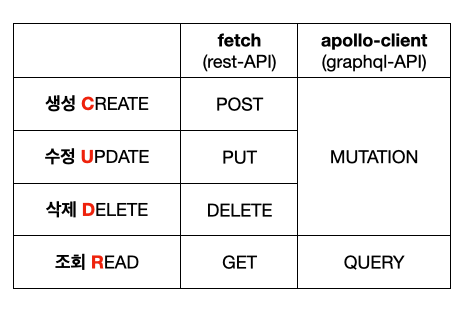 fetch
(rest-API)
apollo-client
(graphql-API)
생성 CREATE
POST
수정 UPDATE
PUT
MUTATION
삭제 DELETE
DELETE
조회 READ
GET
QUERY